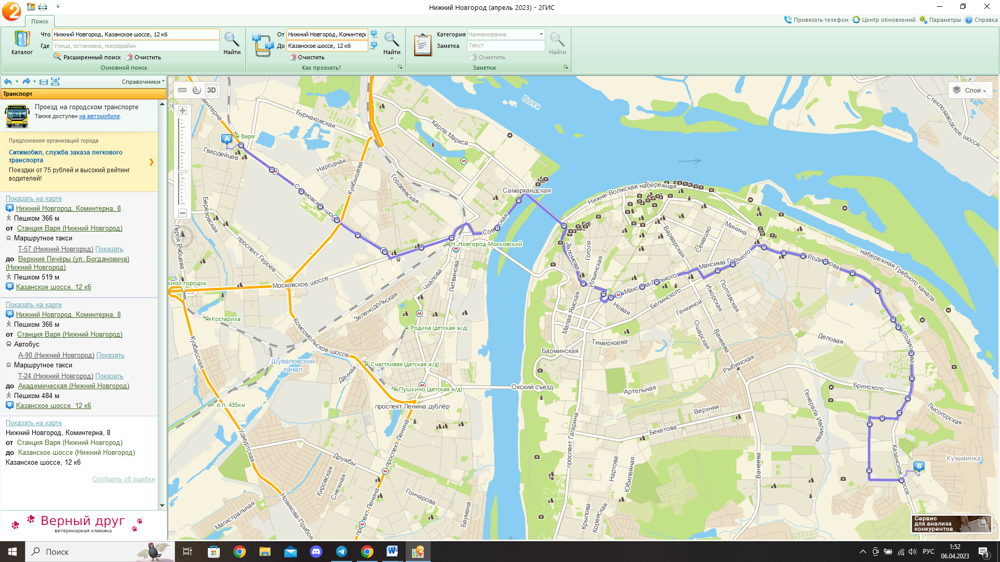 Нижний Новгород (апрель 2023) - 2ГИС
Поиск
Привязать телефон
Центр обновлений
Параметры
Справка
Каталог
Что
Нижний Новгород, Казанское шоссе, 12 к6
Где
Улица, остановка, микрорайон
Расширенный поиск
Очистить
Найти
Основной поиск
От
Нижний Новгород, Коминтерн
До
Казанское шоссе, 12 к6
Очистить
Найти
Как проехать?
Категория
Наименование
Заметка
Текст
Очистить
Найти
Заметки
Справочники
Транспорт
Проезд на городском транспорте
Также доступен на автомобиле.
Предложения организаций города
Ситимобил, служба заказа легкового
транспорта
Поездки от 75 рублей и высокий рейтинг
водителей!
Показать на карте
A Нижний Новгород, Коминтерна, 8
Пешком 366 м
от Станция Варя (Нижний Новгород)
Маршрутное такси
Т-57 (Нижний Новгород) Показать
до Верхние Печёры (ул. Богдановича)
(Нижний Новгород)
Пешком 519 м
B Казанское шоссе, 12 к6
Показать на карте
A Нижний Новгород, Коминтерна, 8
Пешком 366 м
от Станция Варя (Нижний Новгород)
Автобус
А-90 (Нижний Новгород) Показать
Маршрутное такси
Т-24 (Нижний Новгород) Показать
до Академическая (Нижний Новгород)
Пешком 484 м
B Казанское шоссе, 12 к6
Показать на карте
Нижний Новгород, Коминтерна, 8
от Станция Варя (Нижний Новгород)
до Казанское шоссе (Нижний Новгород)
Казанское шоссе, 12 к6
Сообщить об ошибке
Верный друг
ветеринарная клиника
3D
Слои
Волга
Стеклозаводское шоссе
Бурнаковская
Карла Маркса
A
Варя
Гвардейцев
Народная
Куйбышева
Гордеевская
Самаркандская
Нижне-Волжская набережная
Берёзовская
Героя Рябцева
проспект Героев
Советская
Н. Новгород-Московский
Заломова
Гоголя
Ильинская
Варварская
Семашко
Минина
Максима Горького
Родионова
набережная Гребного канала
сной городок
Московское шоссе
Чкалова
Литвинова
Максима Горького
Белинского
Ижорская
Полтавская
Костариха
Зеленодольская
Малая Ямская
Новая
Генкиной
Комсомольское шоссе
Родина (детская ж/д)
Ошарская
Ванеева
Деловая
Родионова
Тимирязева
Кузбасская
Шуваловский
канал
Дачная
Счастливая (детская ж/д)
Барминская
Рыбинская
Пушкино (детская ж/д)
Окский съезд
Артельная
Бринского
о.п. 435км
проспект Ленина дублёр
Генерала Ивлиева
Верхняя
Лысогорская
Бекетова
Удмуртская
проспект Ленина
проспект Гагарина
Казанское шоссе
Кузьминка
B
Дружбы
Нартова
Юбилейная
Ванеева
Кировская
Снежная
Гончарова
Новикова-Прибоя
Магистральная
проспект Ленина
Баумана
Крылова
Корейская
Сервис
для анализа
конкурентов
18+
Поиск
РУС
1:52
06.04.2023
3